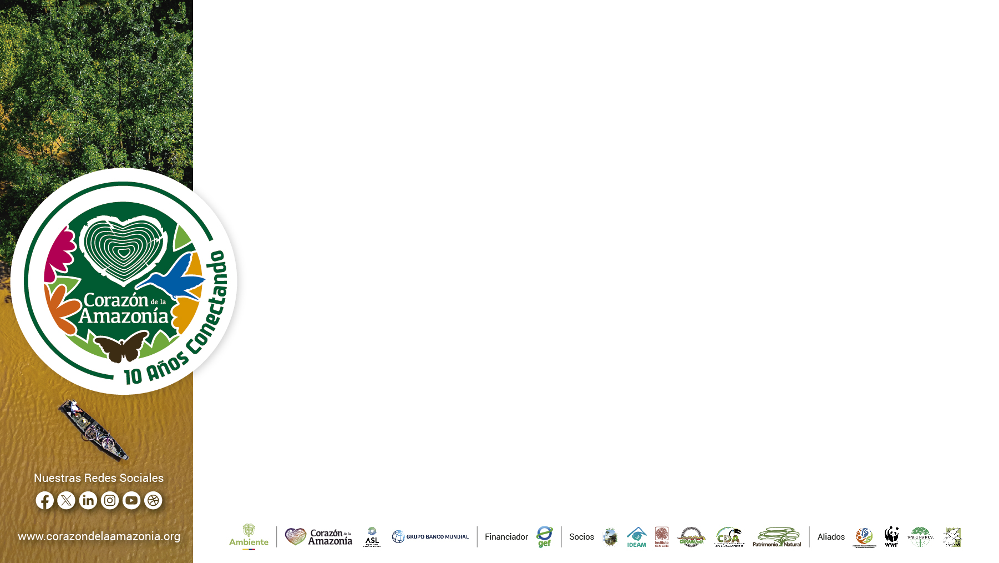 Corazón de la
Amazonía
10 Años Conectando
Nuestras Redes Sociales
www.corazondelaamazonia.org
Ambiente
Corazón de la
Amazonía
ASL
GRUPO BANCO MUNDIAL
Financiador
gef
Socios
IDEAM
Instituto
SINCHI
CORPOAMAZONIA
CDA
Patrimonio Natural
Aliados
WWF